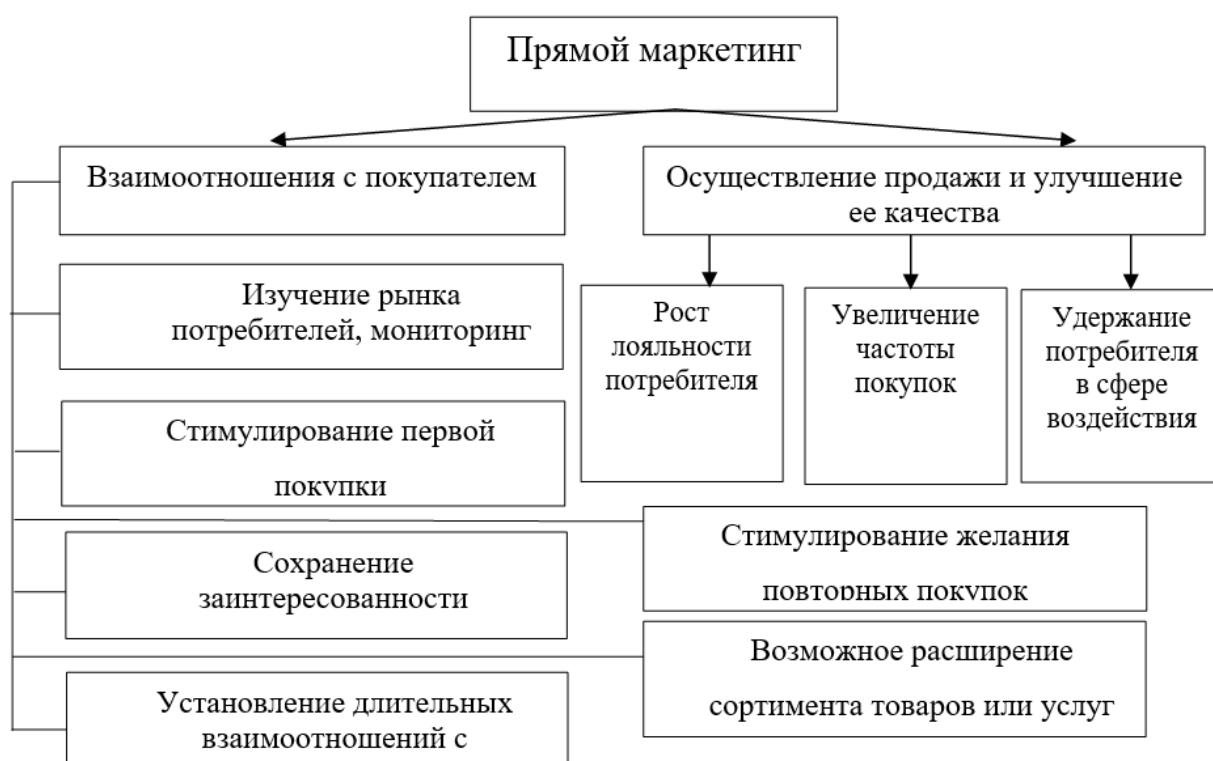 Прямой маркетинг
Взаимоотношения с покупателем
Осуществление продажи и улучшение
ее качества
Изучение рынка
потребителей, мониторинг
Рост
лояльности
потребителя
Увеличение
частоты
покупок
Удержание
потребителя
в сфере
воздействия
Стимулирование первой
покупки
Стимулирование желания
повторных покупок
Сохранение
заинтересованности
Возможное расширение
сортимента товаров или услуг
Установление длительных
взаимоотношений с